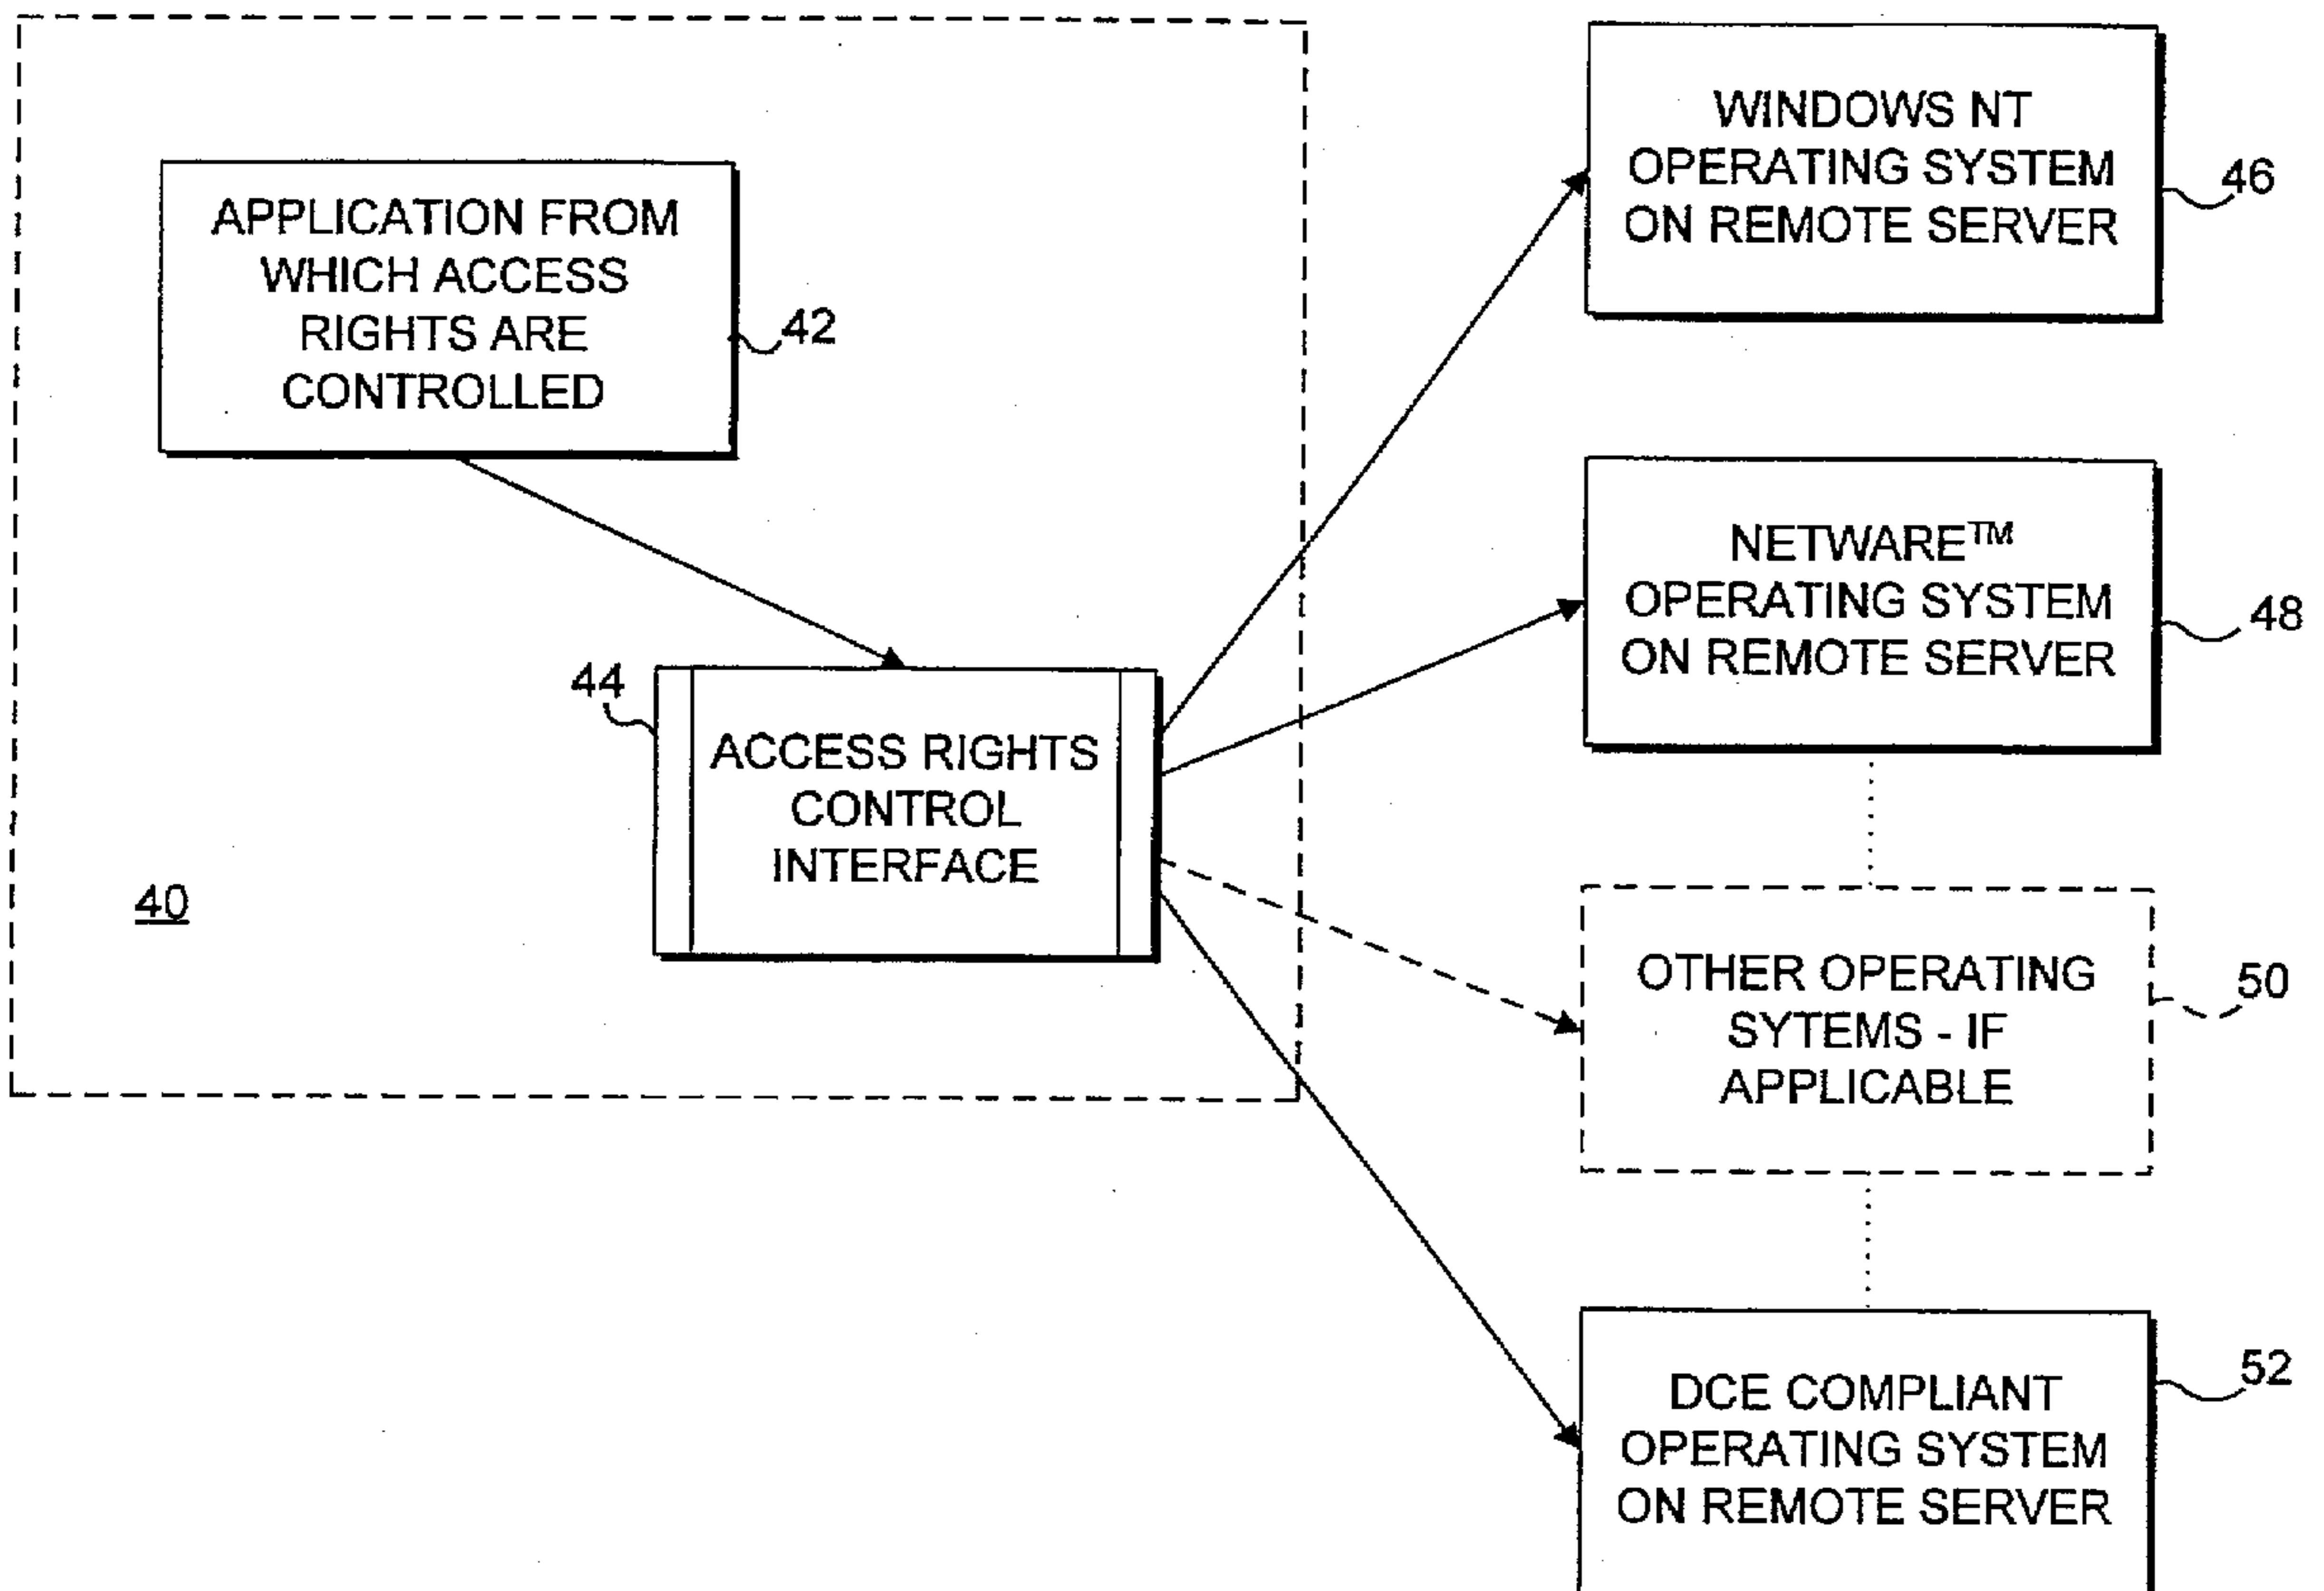 APPLICATION FROM
WHICH ACCESS
RIGHTS ARE
CONTROLLED
42
44
ACCESS RIGHTS
CONTROL
INTERFACE
40
WINDOWS NT
OPERATING SYSTEM
ON REMOTE SERVER
46
NETWARE™
OPERATING SYSTEM
ON REMOTE SERVER
48
OTHER OPERATING
SYTEMS - IF
APPLICABLE
50
DCE COMPLIANT
OPERATING SYSTEM
ON REMOTE SERVER
52